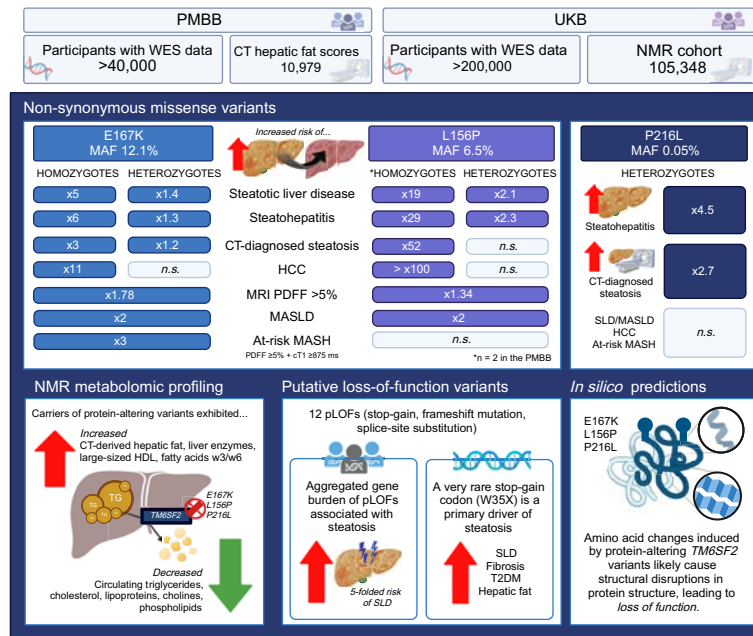 PMBB
UKB
Participants with WES data
>40,000
CT hepatic fat scores
10,979
Participants with WES data
>200,000
NMR cohort
105,348
Non-synonymous missense variants
E167K
MAF 12.1%
Increased risk of...
L156P
MAF 6.5%
P216L
MAF 0.05%
HOMOZYGOTES HETEROZYGOTES
*HOMOZYGOTES HETEROZYGOTES
HETEROZYGOTES
x5 x1.4 Steatotic liver disease x19 x2.1
x6 x1.3 Steatohepatitis x29 x2.3
x3 x1.2 CT-diagnosed steatosis x52 n.s.
x11 n.s. HCC > x100 n.s.
x1.78 MRI PDFF >5% x1.34
x2 MASLD x2
x3 At-risk MASH n.s.
PDFF ≥5% + cT1 ≥875 ms
*n = 2 in the PMBB
Steatohepatitis
x4.5
CT-diagnosed
steatosis
x2.7
SLD/MASLD
HCC
At-risk MASH
n.s.
NMR metabolomic profiling
Carriers of protein-altering variants exhibited...
Increased
CT-derived hepatic fat, liver enzymes,
large-sized HDL, fatty acids w3/w6
TG
TG
TM6SF2
E167K
L156P
P216L
Decreased
Circulating triglycerides,
cholesterol, lipoproteins, cholines,
phospholipids
Putative loss-of-function variants
12 pLOFs (stop-gain, frameshift mutation,
splice-site substitution)
Aggregated gene
burden of pLOFs
associated with
steatosis
5-folded risk
of SLD
A very rare stop-gain
codon (W35X) is a
primary driver of
steatosis
SLD
Fibrosis
T2DM
Hepatic fat
In silico predictions
E167K
L156P
P216L
Amino acid changes induced
by protein-altering TM6SF2
variants likely cause
structural disruptions in
protein structure, leading to
loss of function.